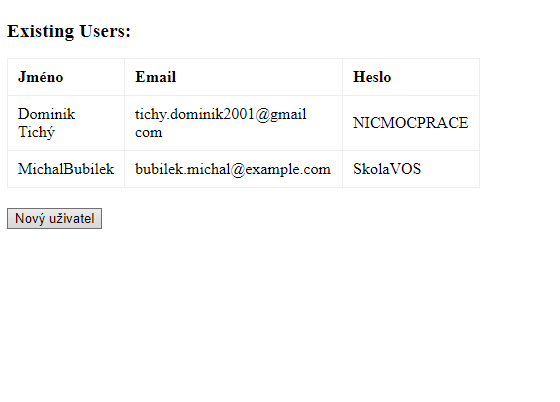 Existing Users:
Jméno Email Heslo
Dominik
Tichý
tichy.dominik2001@gmail
com
NICMOCPRACE
MichalBubilek bubilek.michal@example.com SkolaVOS
Nový uživatel